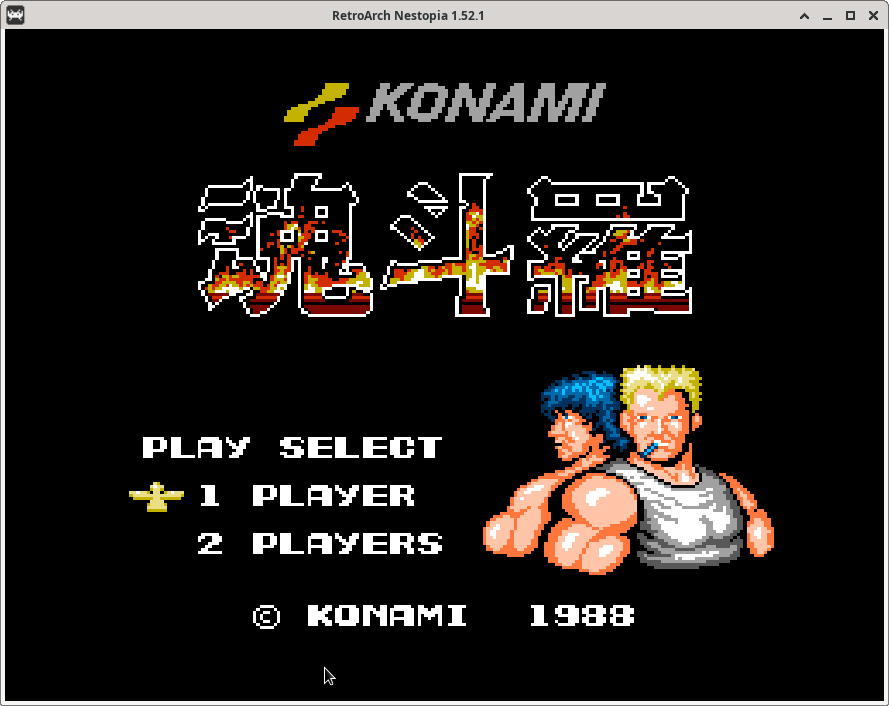 RetroArch Nestopia 1.52.1
KONAMI
魂斗羅
PLAY SELECT
1 PLAYER
2 PLAYERS
© KONAMI 1988